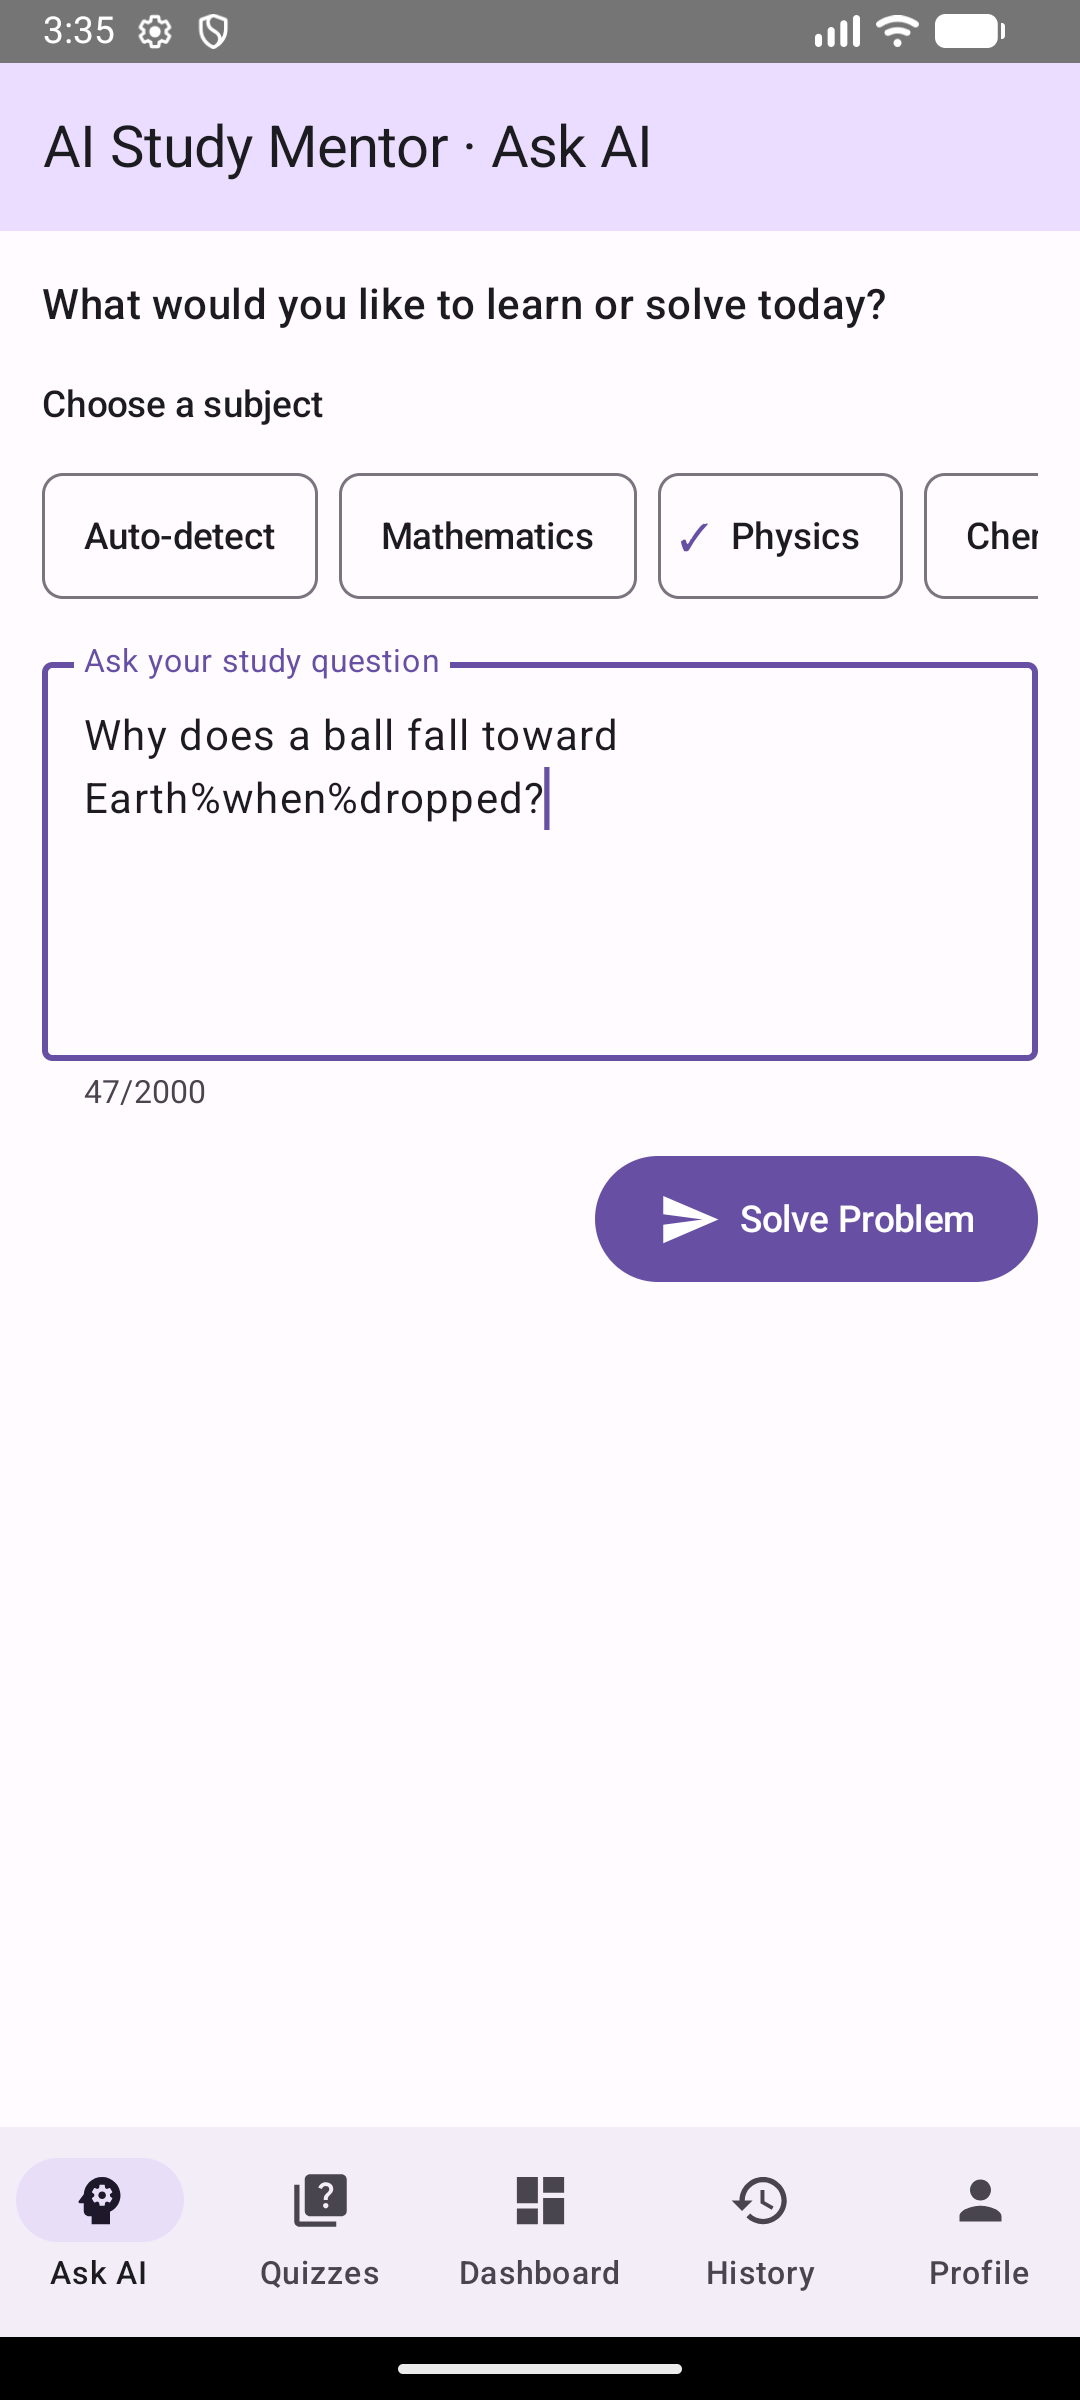 3:35
AI Study Mentor · Ask AI
What would you like to learn or solve today?
Choose a subject
Auto-detect
Mathematics
✓ Physics
Cher
Ask your study question
Why does a ball fall toward
Earth%when%dropped?
47/2000
Solve Problem
Ask AI
Quizzes
Dashboard
History
Profile